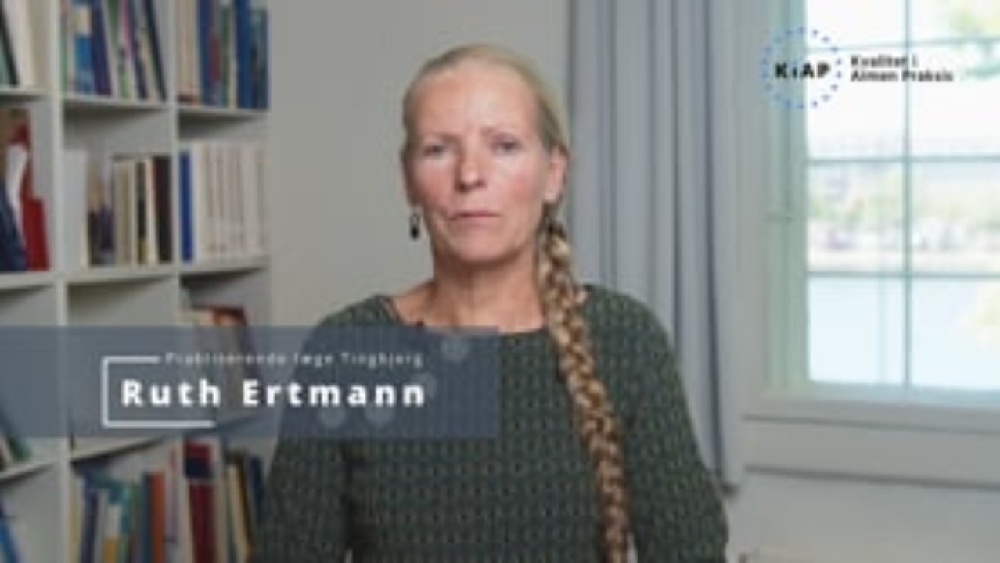 KiAP
Kvalitet i
Almen Praksis
Praktiserende læge Tingbjerg
Ruth Ertmann